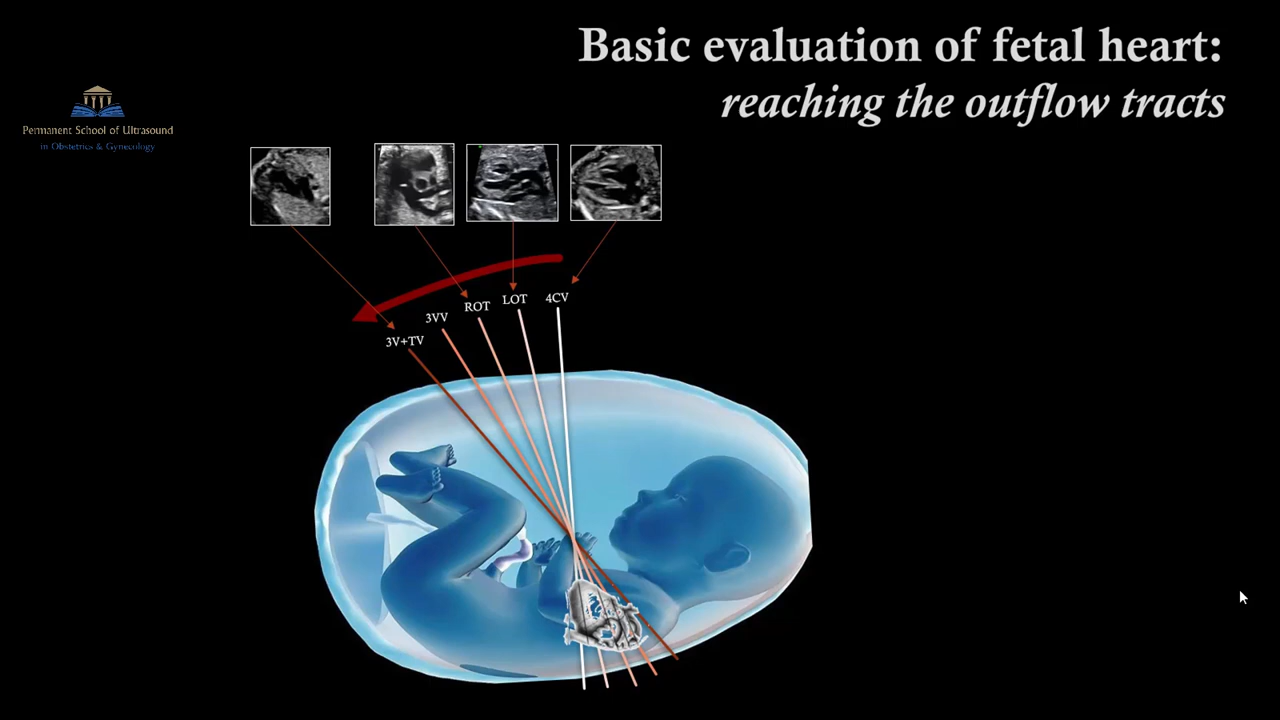 Basic evaluation of fetal heart:
reaching the outflow tracts
Permanent School of Ultrasound
in Obstetrics & Gynecology
4CV
LOT
ROT
3VV
3V+TV